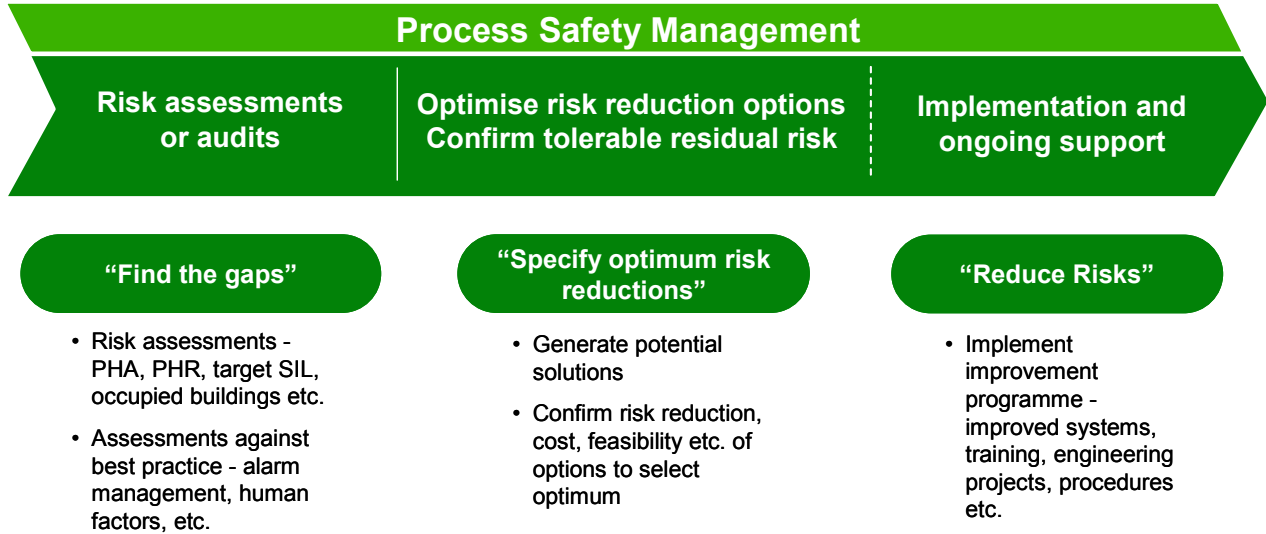 Process Safety Management
Risk assessments
or audits
Optimise risk reduction options
Confirm tolerable residual risk
Implementation and
ongoing support
“Find the gaps”
• Risk assessments -
PHA, PHR, target SIL,
occupied buildings etc.
• Assessments against
best practice - alarm
management, human
factors, etc.
“Specify optimum risk
reductions”
• Generate potential
solutions
• Confirm risk reduction,
cost, feasibility etc. of
options to select
optimum
“Reduce Risks”
• Implement
improvement
programme -
improved systems,
training, engineering
projects, procedures
etc.